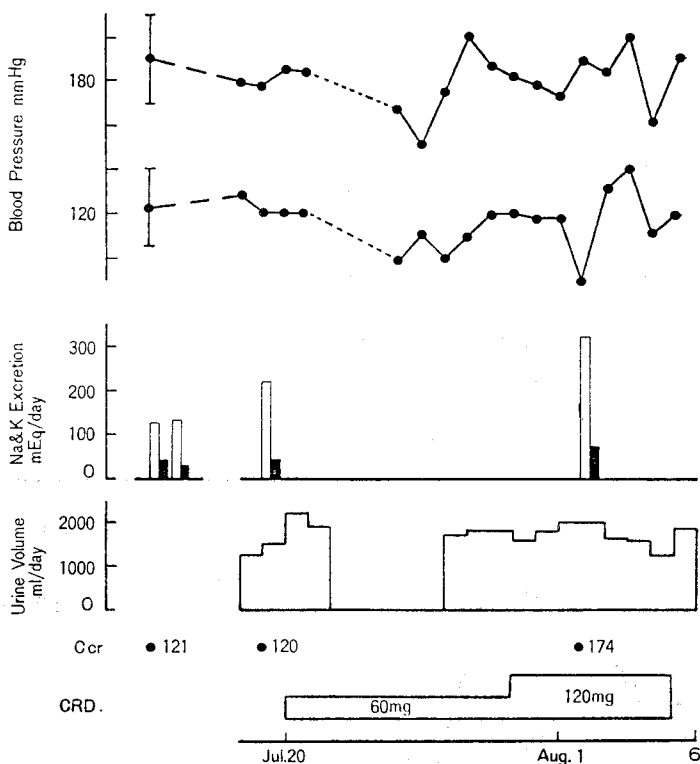 Blood Pressure mmHg
180
120
Na&K Excretion
mEq/day
300
200
100
0
Urine Volume
ml/day
2000
1000
0
Ccr
121
120
174
CRD.
60mg
120mg
Jul.20
Aug. 1
6